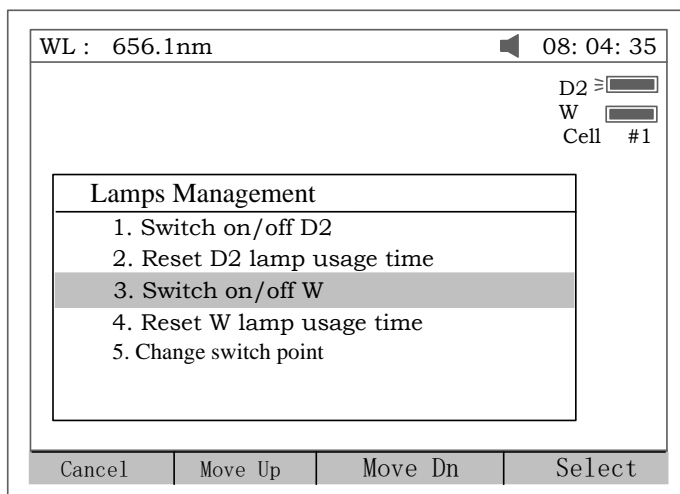 WL : 656.1nm 08: 04: 35
D2
W
Cell #1
Lamps Management
1. Switch on/off D2
2. Reset D2 lamp usage time
3. Switch on/off W
4. Reset W lamp usage time
5. Change switch point
Cancel Move Up Move Dn Select